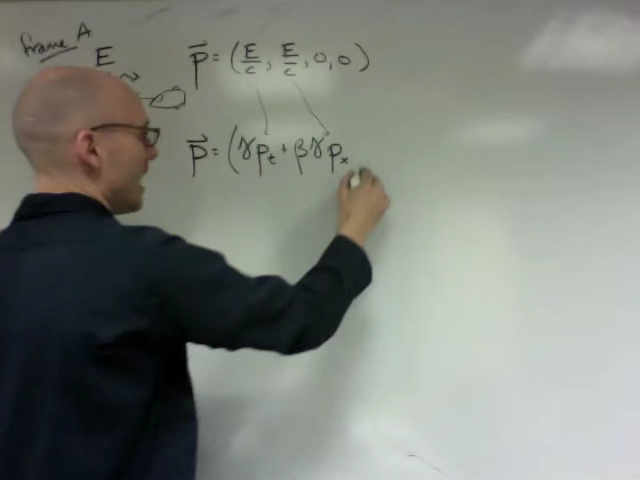 Frame A
E
p⃗ = (E/c, E/c, 0, 0)
p⃗ = (γp_t + βγp_x